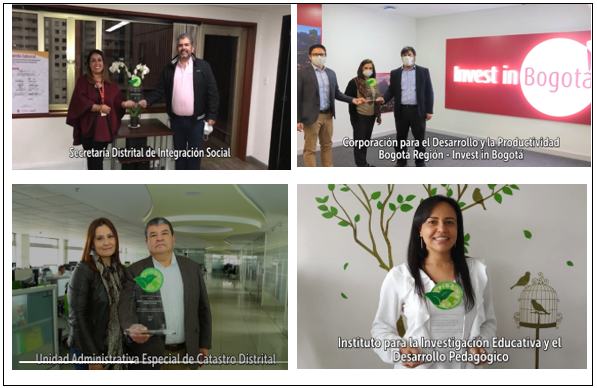 Secretaría Distrital de Integración Social
Invest in
Bogotá
Corporación para el Desarrollo y la Productividad
Bogotá Región - Invest in Bogotá
Unidad Administrativa Especial de Catastro Distrital
Instituto para la Investigación Educativa y el
Desarrollo Pedagógico